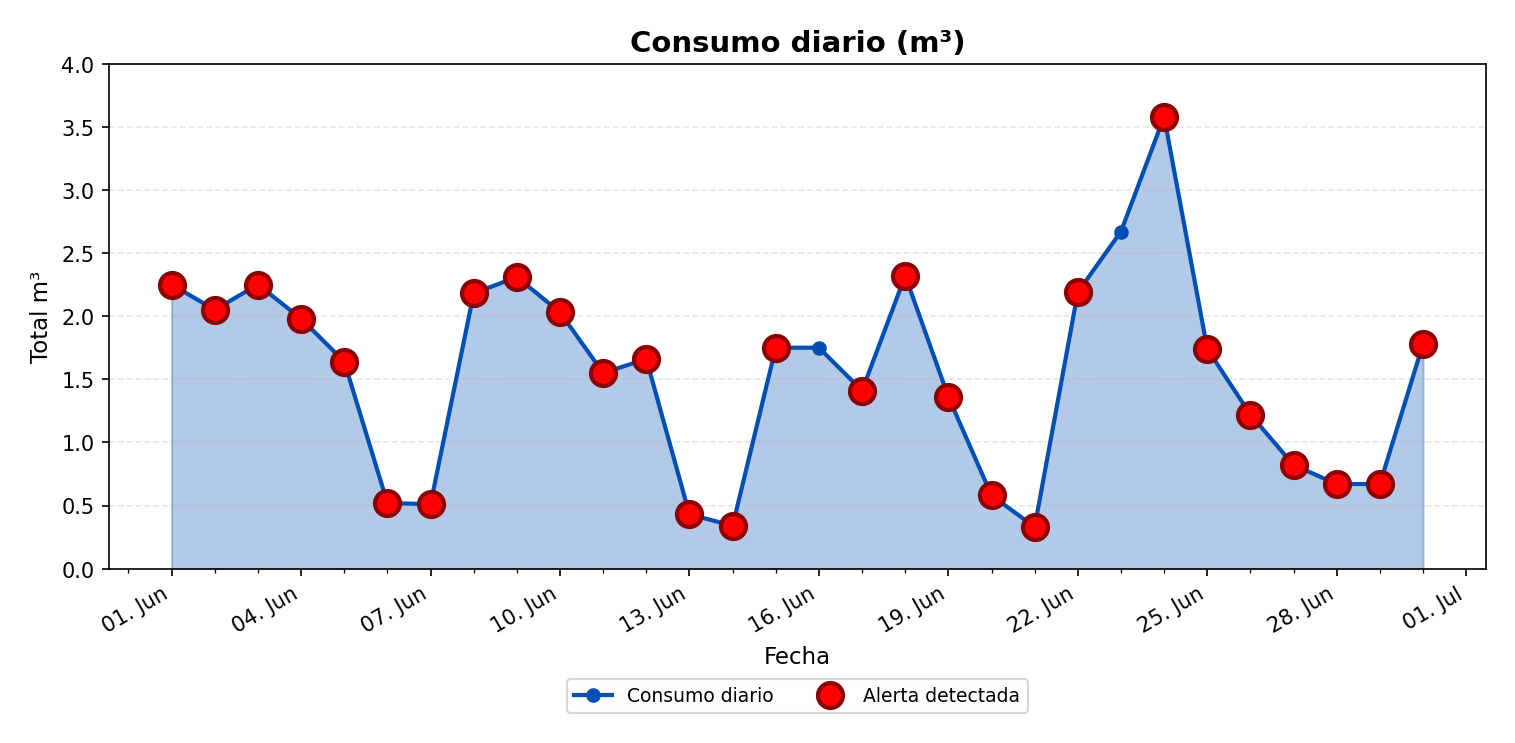 Consumo diario (m³)
4.0
3.5
3.0
2.5
2.0
1.5
1.0
0.5
0.0
Total m³
01. Jun
04. Jun
07. Jun
10. Jun
13. Jun
16. Jun
19. Jun
22. Jun
25. Jun
28. Jun
01. Jul
Fecha
Consumo diario
Alerta detectada